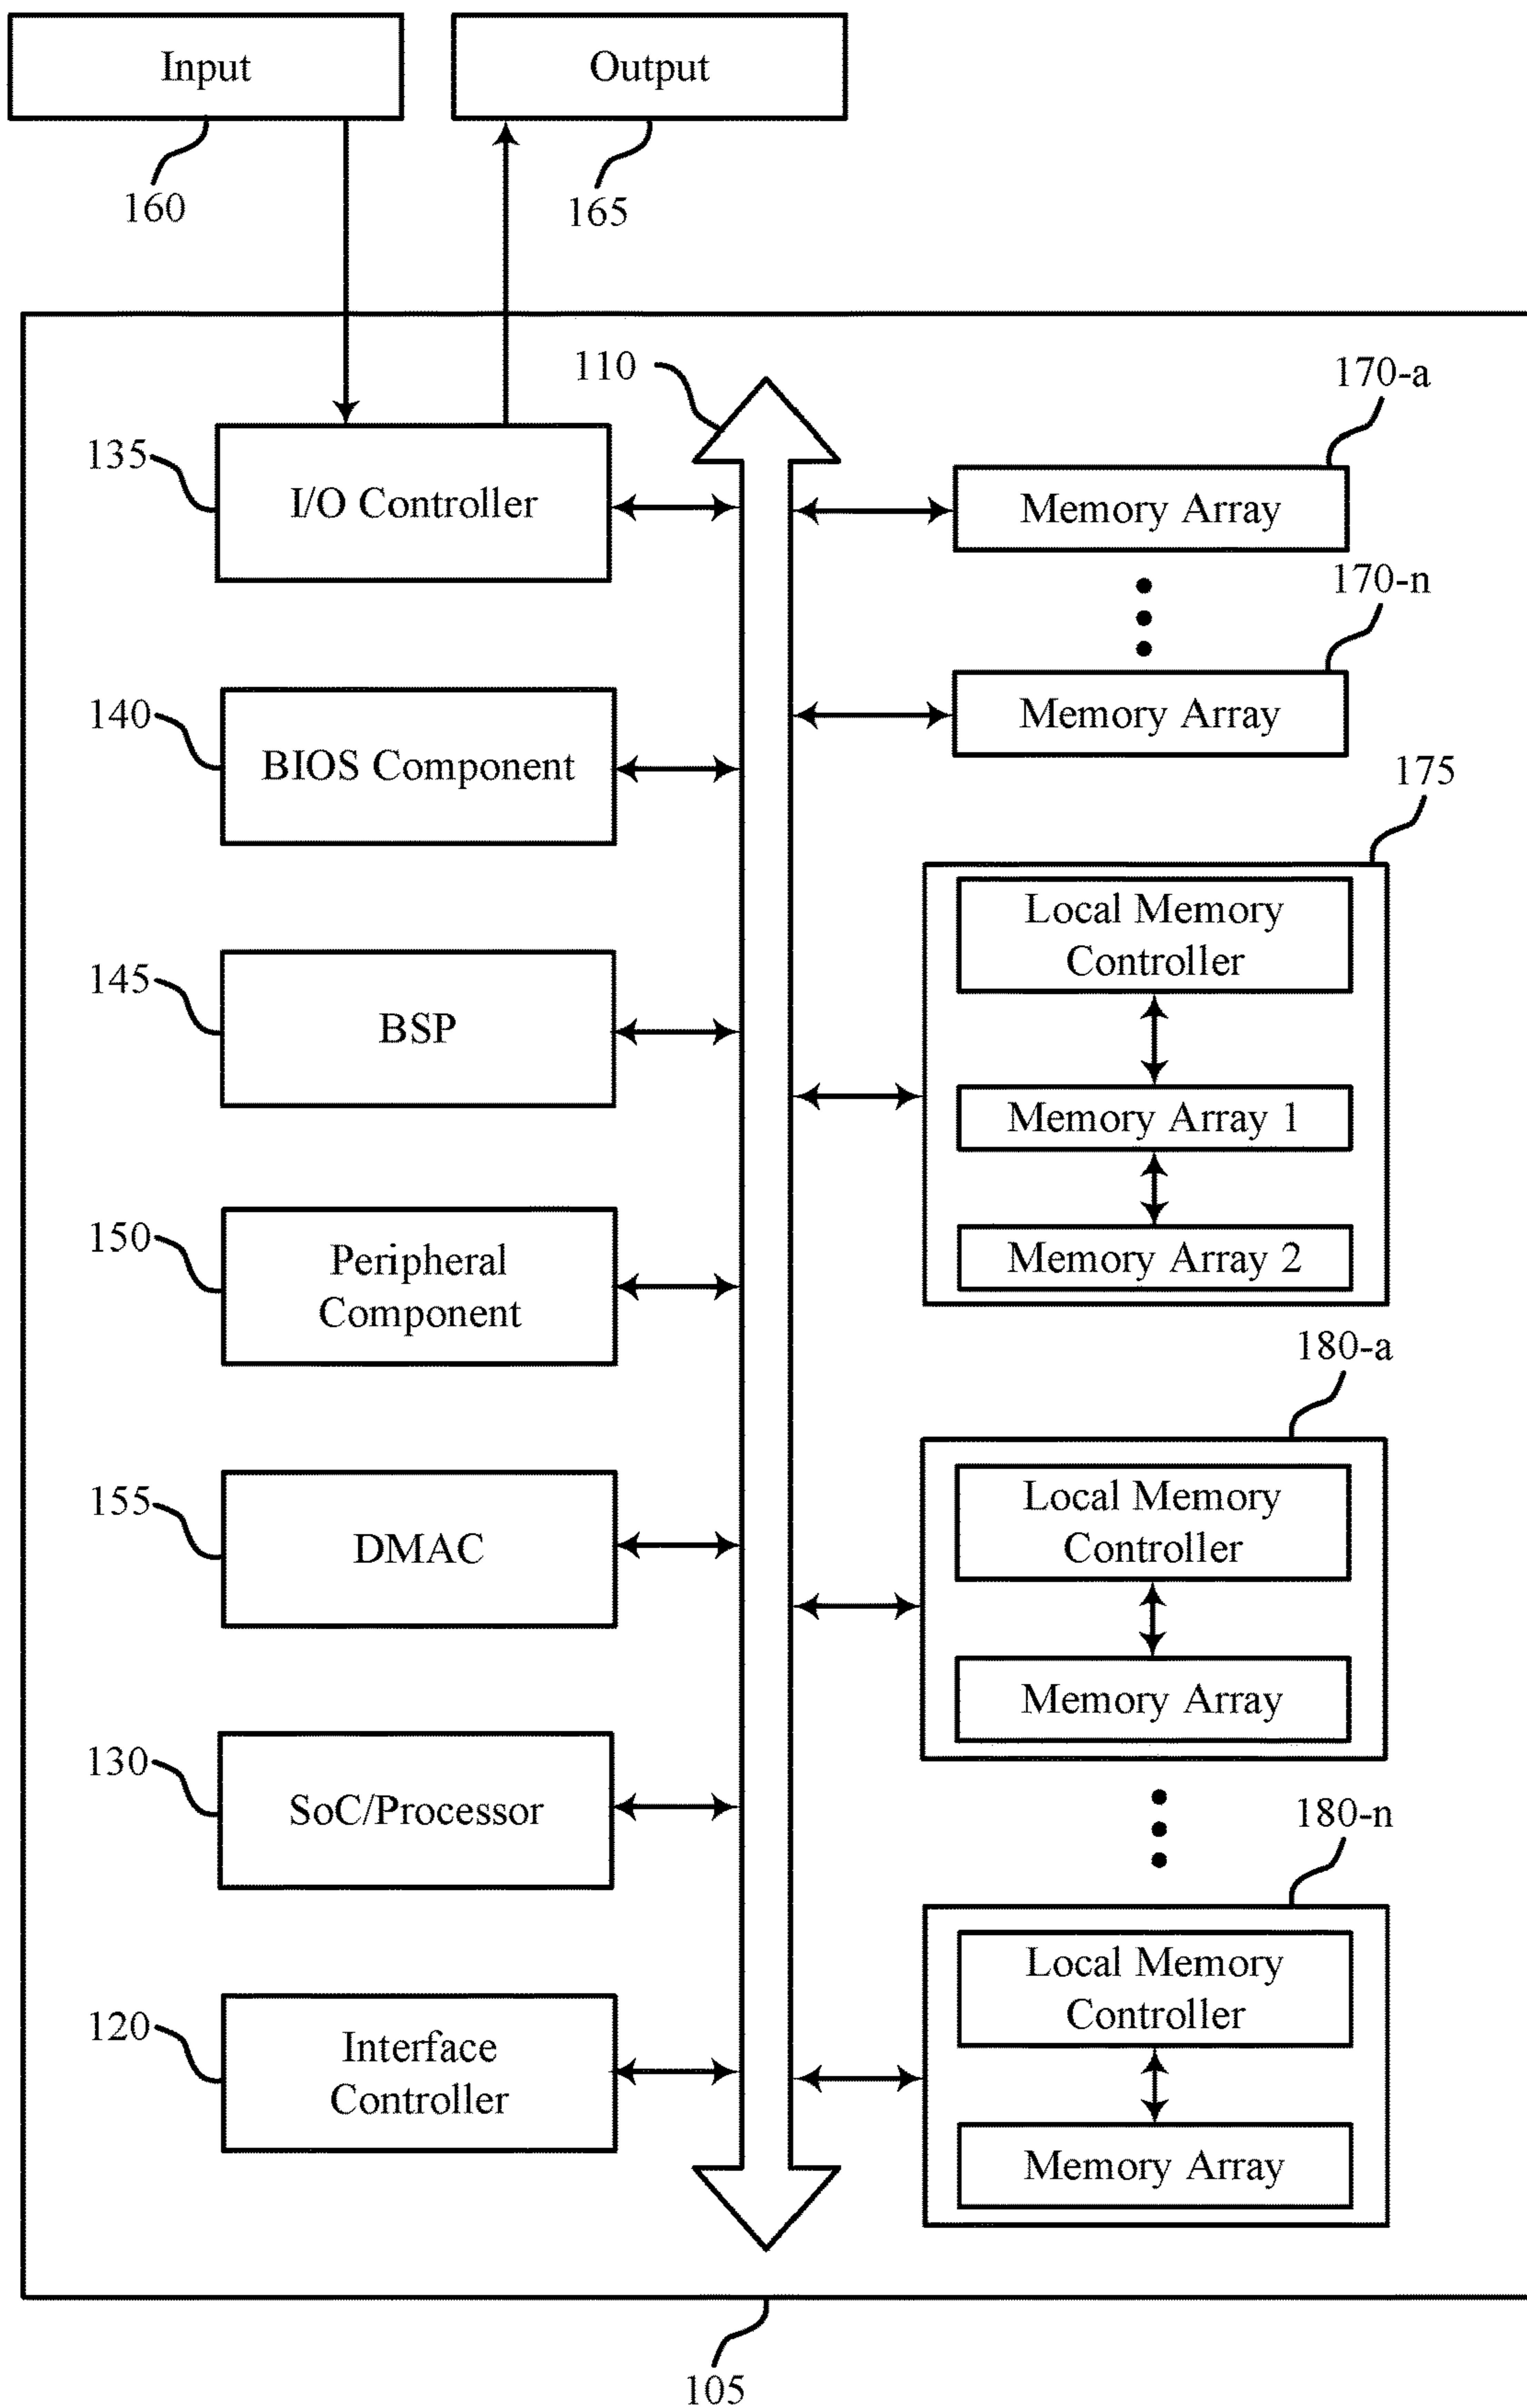 Input
Output
160
165
110
170-a
135
I/O Controller
Memory Array
170-n
140
BIOS Component
Memory Array
175
Local Memory
Controller
145
BSP
Memory Array 1
150
Peripheral
Component
Memory Array 2
180-a
155
DMAC
Local Memory
Controller
Memory Array
130
SoC/Processor
180-n
120
Interface
Controller
Local Memory
Controller
Memory Array
105